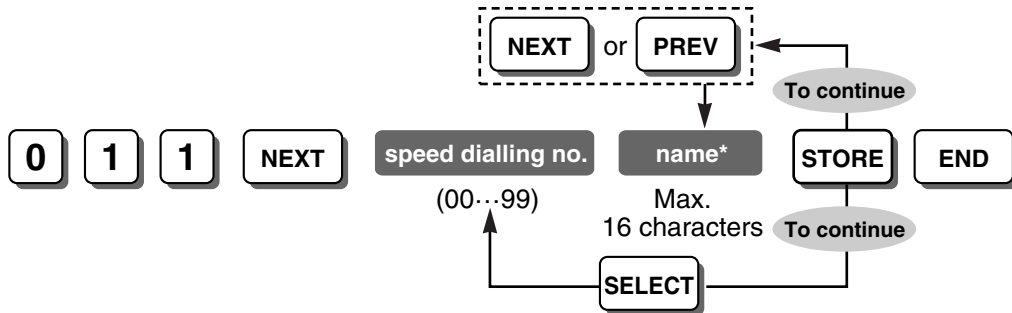 NEXT or PREV
To continue
0 1 1 NEXT speed dialling no. name* STORE END
(00···99) Max.
16 characters
To continue
SELECT